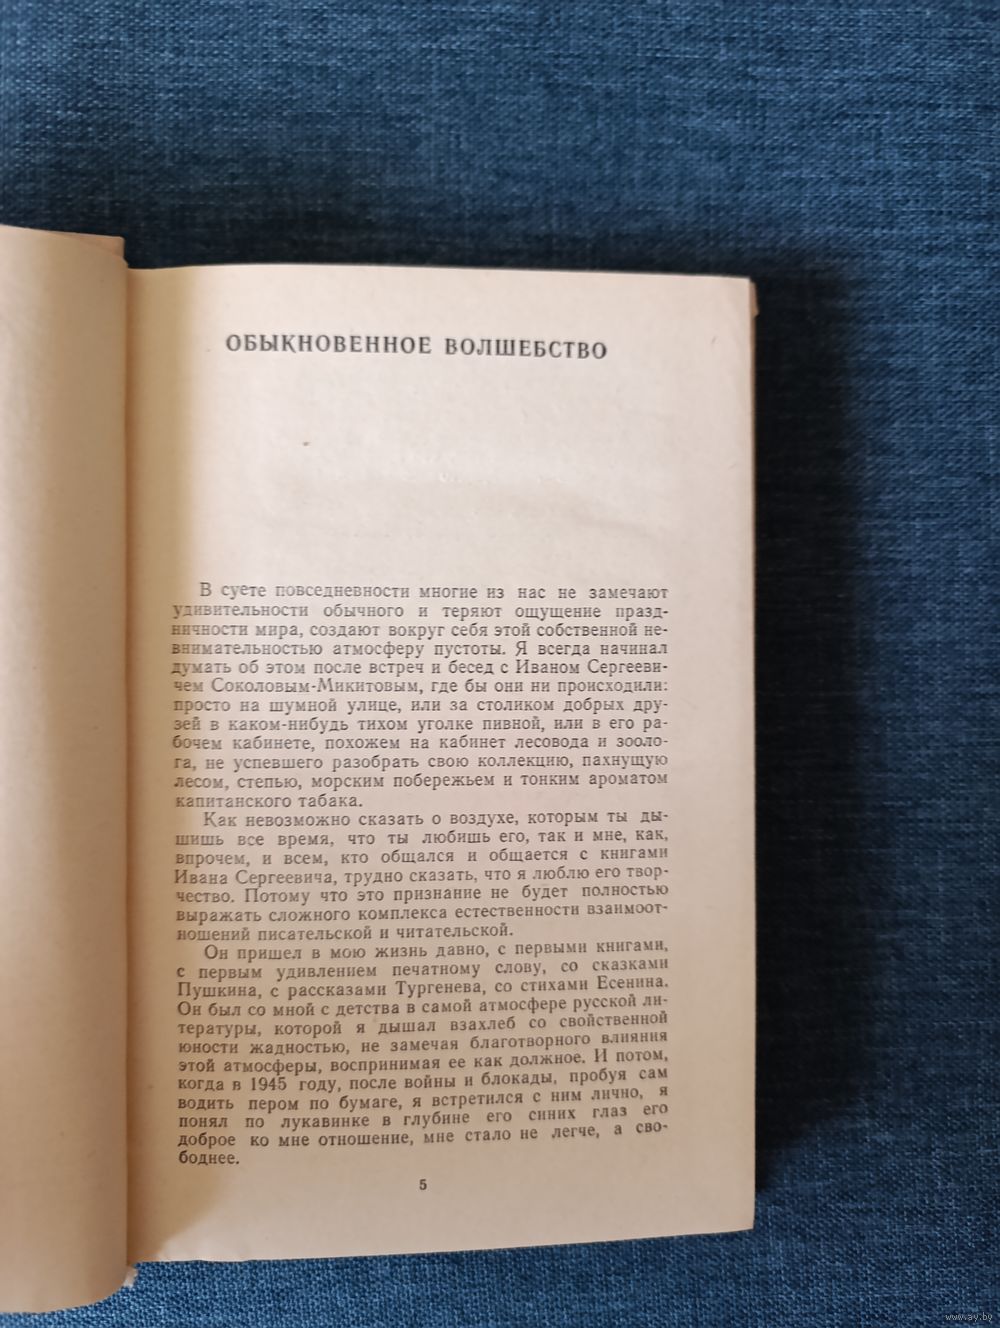 ОБЫКНОВЕННОЕ ВОЛШЕБСТВО
В суете повседневности многие из нас не замечают
удивительности обычного и теряют ощущение празд-
ничности мира, создают вокруг себя этой собственной не-
внимательностью атмосферу пустоты. Я всегда начинал
думать об этом после встреч и бесед с Иваном Сергееви-
чем Соколовым-Микитовым, где бы они ни происходили:
просто на шумной улице, или за столиком добрых дру-
зей в каком-нибудь тихом уголке пивной, или в его ра-
бочем кабинете, похожем на кабинет лесовода и зооло-
га, не успевшего разобрать свою коллекцию, пахнущую
лесом, степью, морским побережьем и тонким ароматом
капитанского табака.
Как невозможно сказать о воздухе, которым ты ды-
шишь все время, что ты любишь его, так и мне, как,
впрочем, и всем, кто общался и общается с книгами
Ивана Сергеевича, трудно сказать, что я люблю его твор-
чество. Потому что это признание не будет полностью
выражать сложного комплекса естественности взаимоот-
ношений писательской и читательской.
Он пришел в мою жизнь давно, с первыми книгами,
с первым удивлением печатному слову, со сказками
Пушкина, с рассказами Тургенева, со стихами Есенина.
Он был со мной с детства в самой атмосфере русской ли-
тературы, которой я дышал взахлеб со свойственной
юности жадностью, не замечая благотворного влияния
этой атмосферы, воспринимая ее как должное. И потом,
когда в 1945 году, после войны и блокады, пробуя сам
водить пером по бумаге, я встретился с ним лично, я
понял по лукавинке в глубине его синих глаз его
доброе ко мне отношение, мне стало не легче, а сво-
боднее.
5
www.ay.by